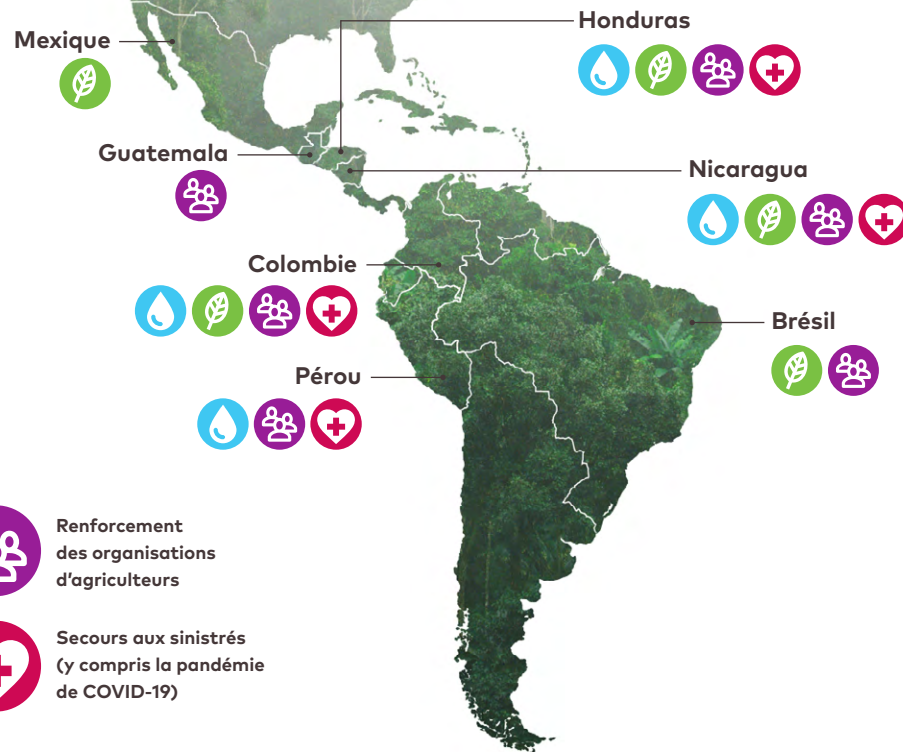 Mexique
Honduras
Guatemala
Nicaragua
Colombie
Brésil
Pérou
Renforcement
des organisations
d'agriculteurs
Secours aux sinistrés
(y compris la pandémie
de COVID-19)